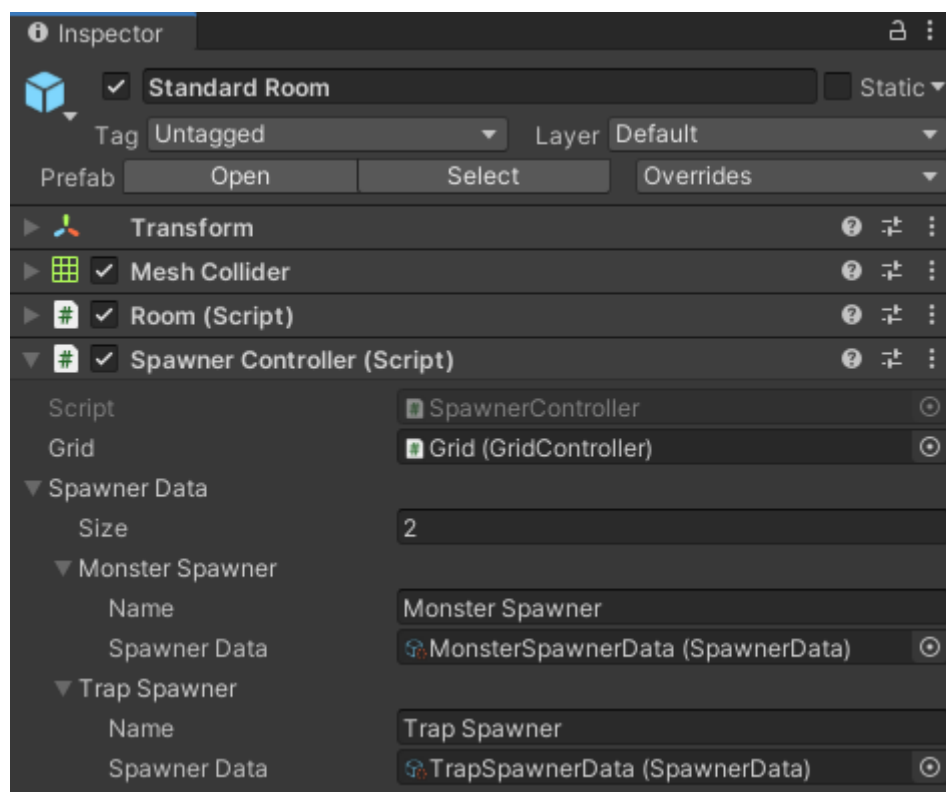 Inspector
Standard Room Static
Tag Untagged Layer Default
Prefab Open Select Overrides
Transform
Mesh Collider
Room (Script)
Spawner Controller (Script)
Script SpawnerController
Grid Grid (GridController)
Spawner Data
Size 2
Monster Spawner
Name Monster Spawner
Spawner Data MonsterSpawnerData (SpawnerData)
Trap Spawner
Name Trap Spawner
Spawner Data TrapSpawnerData (SpawnerData)